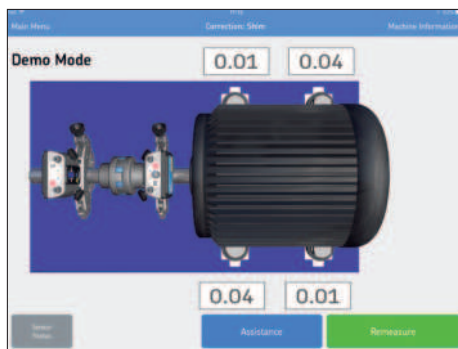 Main Menu
Correction: Shim
Machine Information
Demo Mode
0.01
0.04
0.04
0.01
Assistance
Remeasure